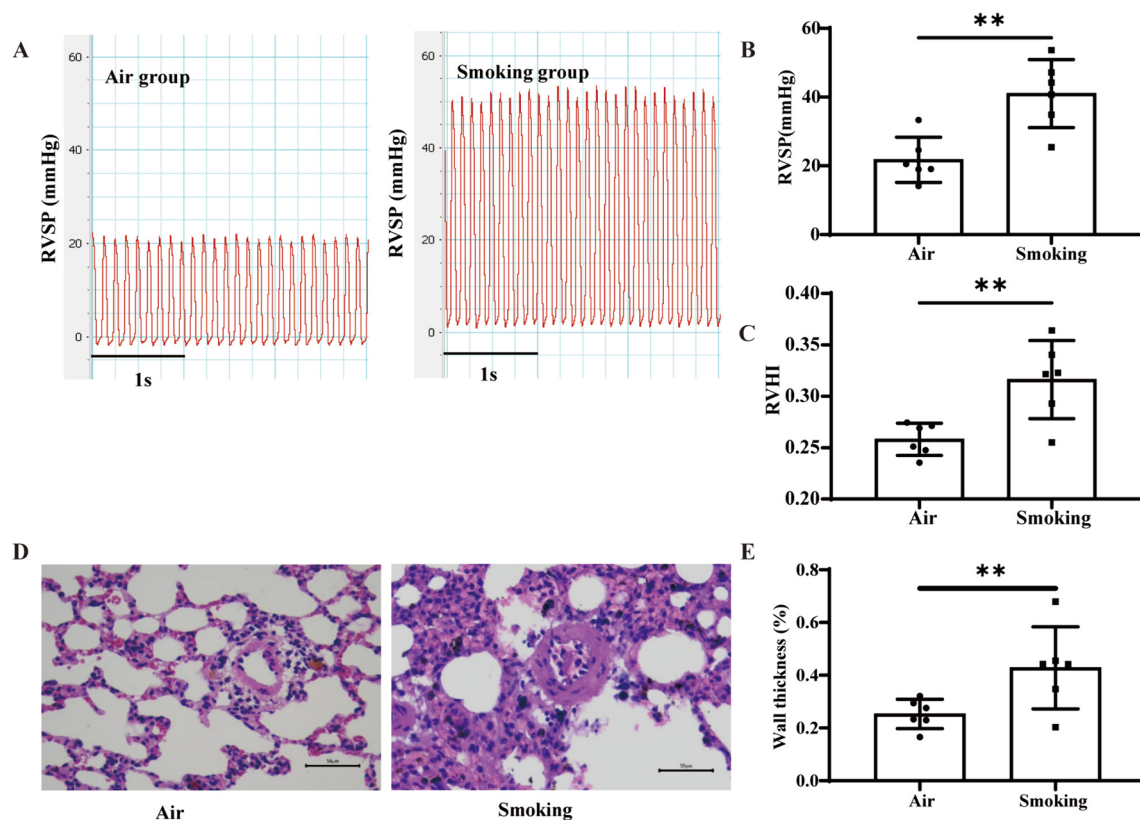 A
Air group
RVSP (mmHg)
60
40
20
0
1s
Smoking group
RVSP (mmHg)
60
40
20
0
1s
B
**
RVSP(mmHg)
60
40
20
0
Air
Smoking
C
**
RVHI
0.40
0.35
0.30
0.25
0.20
Air
Smoking
D
50μm
Air
50μm
Smoking
E
**
Wall thickness (%)
0.8
0.6
0.4
0.2
0.0
Air
Smoking